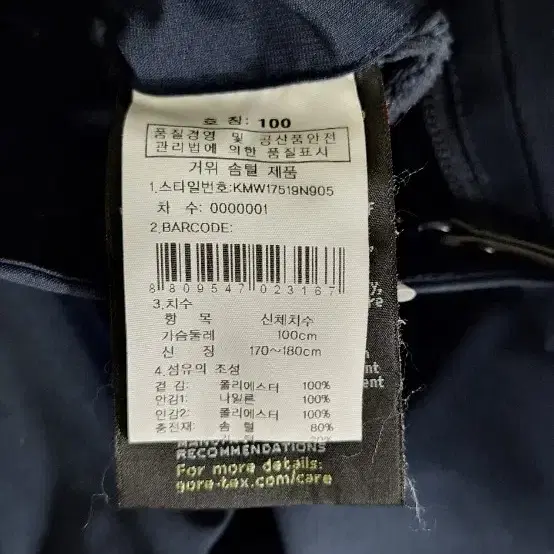 호 칭: 100
품질경영 및 공산품안전
관리법에 의한 품질표시
거위 솜털 제품
1.스타일번호:KMW17519N905
차 수: 0000001
2.BARCODE:
8 809547 023167
3.치수
항 목 신체치수
가슴둘레 100cm
신 장 170~180cm
4.섬유의 조성
겉 감: 폴리에스터 100%
안감1: 나일론 100%
안감2: 폴리에스터 100%
충전재: 솜 털 80%
깃 털 20%
RECOMMENDATIONS
For more details:
gore-tex.com/care